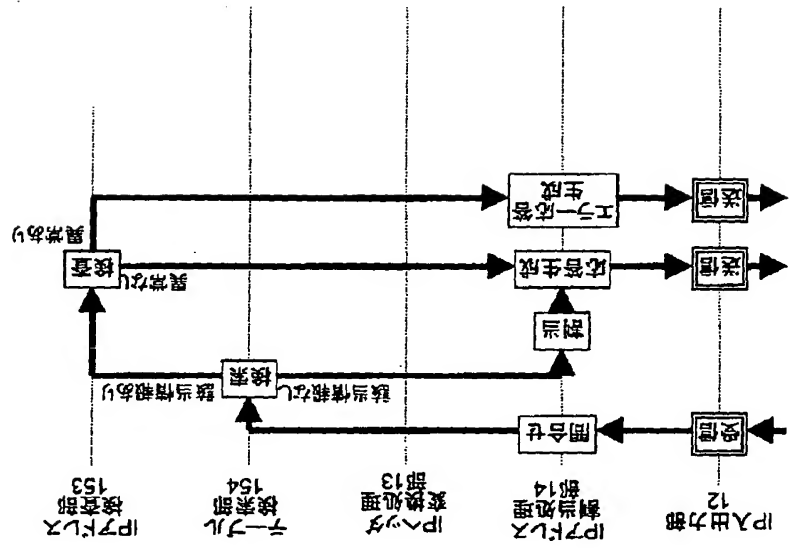 IP入出力部
12
IPアドレス
割当処理
部14
IPヘッダ
変換処理
部13
テーブル
検索部
154
IPアドレス
検査部
153
受信
問合せ
該当情報なし
検索
該当情報あり
割当
送信
応答生成
異常なし
検査
異常あり
送信
エラー応答
生成